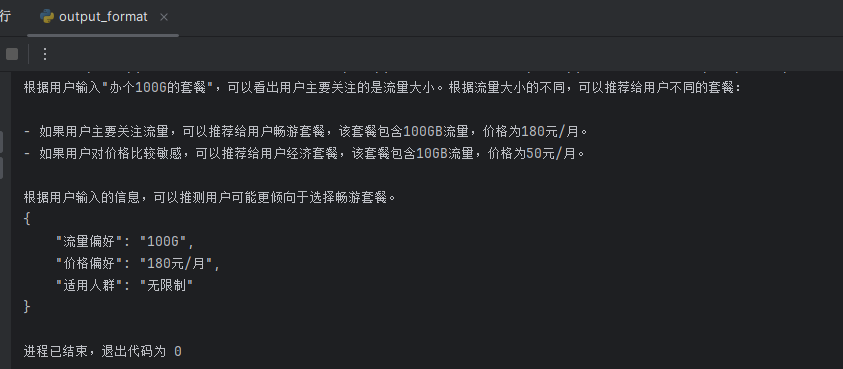 行
output_format
根据用户输入"办个100G的套餐"，可以看出用户主要关注的是流量大小。根据流量大小的不同，可以推荐给用户不同的套餐：
- 如果用户主要关注流量，可以推荐给用户畅游套餐，该套餐包含100GB流量，价格为180元/月。
- 如果用户对价格比较敏感，可以推荐给用户经济套餐，该套餐包含10GB流量，价格为50元/月。
根据用户输入的信息，可以推测用户可能更倾向于选择畅游套餐。
{
"流量偏好": "100G",
"价格偏好": "180元/月",
"适用人群": "无限制"
}
进程已结束，退出代码为 0